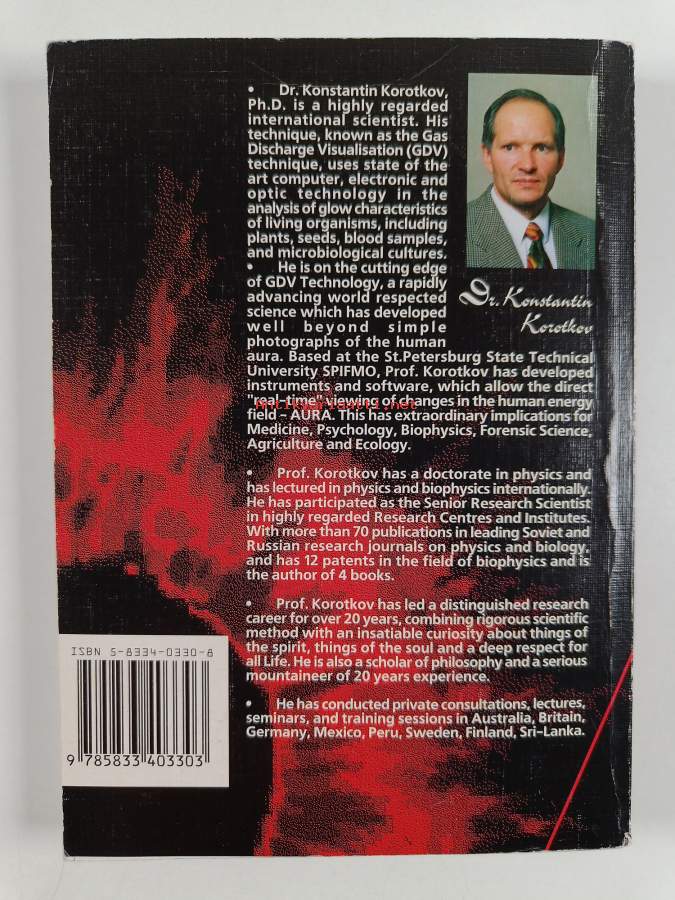 • Dr. Konstantin Korotkov,
Ph.D. is a highly regarded
international scientist. His
technique, known as the Gas
Discharge Visualisation (GDV)
technique, uses state of the
art computer, electronic and
optic technology in the
analysis of glow characteristics
of living organisms, including
plants, seeds, blood samples,
and microbiological cultures.
• He is on the cutting edge
of GDV Technology, a rapidly
advancing world respected
science which has developed
well beyond simple
photographs of the human
aura. Based at the St.Petersburg State Technical
University SPIFMO, Prof. Korotkov has developed
instruments and software, which allow the direct
"real-time" viewing of changes in the human energy
field – AURA. This has extraordinary implications for
Medicine, Psychology, Biophysics, Forensic Science,
Agriculture and Ecology.
Dr. Konstantin
Korotkov
antikvariaatti.net
• Prof. Korotkov has a doctorate in physics and
has lectured in physics and biophysics internationally.
He has participated as the Senior Research Scientist
in highly regarded Research Centres and Institutes.
With more than 70 publications in leading Soviet and
Russian research journals on physics and biology,
and has 12 patents in the field of biophysics and is
the author of 4 books.
• Prof. Korotkov has led a distinguished research
career for over 20 years, combining rigorous scientific
method with an insatiable curiosity about things of
the spirit, things of the soul and a deep respect for
all Life. He is also a scholar of philosophy and a serious
mountaineer of 20 years experience.
• He has conducted private consultations, lectures,
seminars, and training sessions in Australia, Britain,
Germany, Mexico, Peru, Sweden, Finland, Sri-Lanka.
ISBN 5-8334-0330-8
9 785833 403303